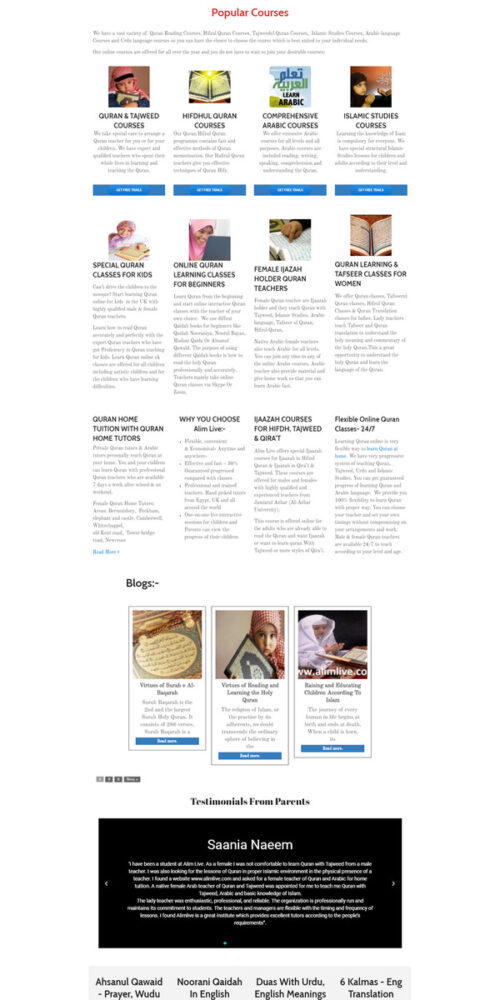 Popular Courses
We have a vast variety of Quran Reading Courses, Hifzul Quran Courses, Tajweedul Quran Courses, Islamic Studies Courses, Arabic language
Courses and Urdu language courses so you can have the choice to choose the course which is best suited to your individual needs.
Our online courses are offered for all over the year and you do not have to wait to join your desirable courses:
تعلم
العربية
LEARN
ARABIC
QURAN & TAJWEED
COURSES
We take special care to arrange a
Quran teacher for you or for your
children. We have expert and
qualified teachers who spent their
whole lives in learning and
teaching the Quran.
GET FREE TRAILS
HIFDHUL QURAN
COURSES
Our Quran Hifzul Quran
programme contains fast and
effective methods of Quran
memorisation. Our Hafizul Quran
teachers give you effective
techniques of Quran Hifz.
GET FREE TRAILS
COMPREHENSIVE
ARABIC COURSES
We offer extensive Arabic
courses for all levels and all
purposes. Arabic courses are
included reading, writing,
speaking, comprehension and
understanding the Quran.
GET FREE TRAILS
ISLAMIC STUDIES
COURSES
Learning the knowledge of Islam
is compulsory for everyone. We
have special structural Islamic
Studies lessons for children and
adults according to their level and
understanding.
GET FREE TRAILS
SPECIAL QURAN
CLASSES FOR KIDS
Can't drive the children to the
mosque? Start learning Quran
online for kids in the UK with
highly qualified male & female
Quran teachers.
Learn how to read Quran
accurately and perfectly with the
expert Quran teachers who have
got Proficiency in Quran teaching
for kids. Learn Quran online uk
classes are offered for all children
including autistic children and for
the children who have learning
difficulties.
ONLINE QURAN
LEARNING CLASSES
FOR BEGINNERS
Learn Quran from the beginning
and start online interactive Quran
classes with the teacher of your
own choice. We use different
Qaidah books for beginners like
Qaidah Nooraniya, Noorul Bayan,
Madani Qaida Or Ahsanul
Qawaid. The purpose of using
different Qaidah books is how to
read the holy Quran
professionally and accurately.
Teachers mainly take online
Quran classes via Skype Or
Zoom.
FEMALE IJAZAH
HOLDER QURAN
TEACHERS
Female Quran teacher are Ijaazah
holder and they teach Quran with
Tajweed, Islamic Studies, Arabic
language, Tafseer of Quran,
Hifzul-Quran.
Native Arabic female teachers
also teach Arabic for all levels.
You can join any time to any of
the online Arabic courses. Arabic
teacher also provide material and
give home work so that you can
learn Arabic fast.
QURAN LEARNING &
TAFSEER CLASSES FOR
WOMEN
We offer Quran classes, Tafseerul
Quran classes, Hifzul Quran
Classes & Quran Translation
classes for ladies. Lady teachers
teach Tafseer and Quran
translation to understand the
holy meaning and commentary of
the holy Quran.This is a great
opportunity to understand the
holy Quran and learn the
language of the Quran.
QURAN HOME
TUITION WITH QURAN
HOME TUTORS
Private Quran tutors & Arabic
tutors personally teach Quran at
your home. You and your children
can learn Quran with professional
Quran teachers who are available
7 days a week after school & on
weekend.
Female Quran Home Tutors:
Areas: Bermondsey, Peckham,
elephant and castle, Camberwell,
Whitechapel,
old Kent road, Tower bridge
road, Newcross
Read More »
WHY YOU CHOOSE
Alim Live:-
• Flexible, convenient
& Economical- Anytime and
anywhere.
• Effective and fast – 80%
Guaranteed progressed
compared with classes
• Professional and trained
teachers. Hand picked tutors
from Egypt, UK and all
around the world
• One-on-one live interactive
sessions for children and
Parents can view the
progress of their children
IJAAZAH COURSES
FOR HIFDH, TAJWEED
& QIRA'T
Alim Live offers special Ijaazah
courses for Ijaazah in Hifzul
Quran & Ijaazah in Qira't &
Tajweed. These courses are
offered for males and females
with highly qualified and
experienced teachers from
Jamiatul Azhar (Al-Azhar
University).
This course is offered online for
the adults who are already able to
read the Quran and want Ijaazah
or want to learn quran With
Tajweed or more styles of Qira't.
Flexible Online Quran
Classes- 24/7
Learning Quran online is very
flexible way to learn Quran at
home. We have very progressive
system of teaching Quran,
Tajweed, Urdu and Islamic
Studies. You can get guaranteed
progress of learning Quran and
Arabic language. We provide you
100% flexibility to learn Quran
with proper way. You can choose
your teacher and set your own
timings without compromising on
your arrangements and work.
Male & female Quran teachers
are available 24/7 to teach
according to your level and age.
Blogs:-
Virtues of Surah e Al-
Baqarah
Surah Baqarah is the
2nd and the largest
Surah Holy Quran. It
consists of 286 verses.
Surah Baqarah is a
Read more
Virtues of Reading and
Learning the Holy
Quran
The religion of Islam, or
the practise by its
adherents, no doubt
transcends the ordinary
sphere of believing in
the
Read more
www.alimlive.co
Raising and Educating
Children According To
Islam
The journey of every
human in life begins at
birth and ends at death.
When a child is born,
its
Read more
1 2 3 Next »
Testimonials From Parents
Saania Naeem
"I have been a student at Alim Live. As a female I was not comfortable to learn Quran with Tajweed from a male
teacher. I was also looking for the lessons of Quran in proper Islamic environment in the physical presence of a
teacher. I found a website www.alimlive.com and asked for a female teacher of Quran and Arabic for home
tuition. A native female Arab teacher of Quran and Tajweed was appointed for me to teach me Quran with
Tajweed, Arabic and basic knowledge of Islam.
The lady teacher was enthusiastic, professional, and reliable. The organization is professionally run and
maintains its commitment to students. The teachers and managers are flexible with the timing and frequency of
lessons. I found Alimlive is a great institute which provides excellent tutors according to the people's
requirements".
Ahsanul Qawaid
- Prayer, Wudu
Noorani Qaidah
In English
Duas With Urdu,
English Meanings
6 Kalmas - Eng
Translation